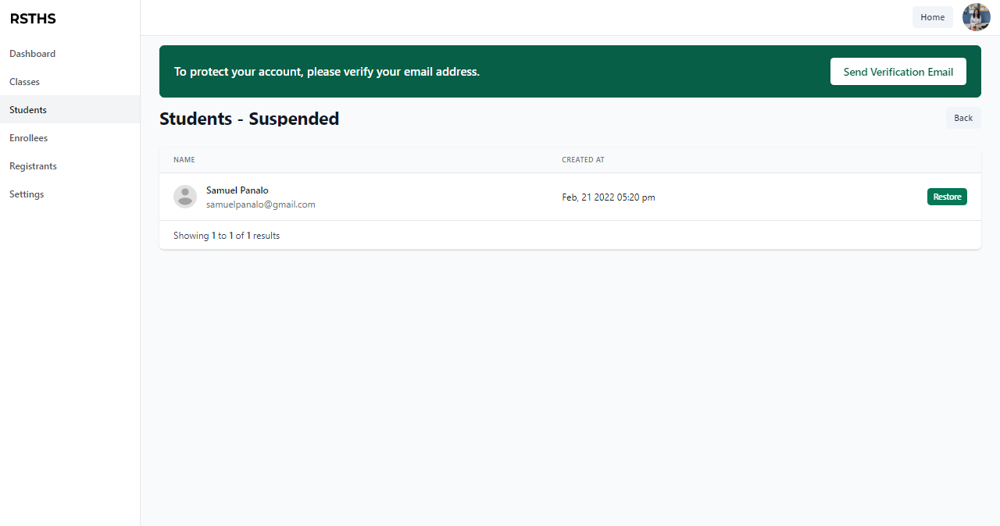 RSTHS
Home
Dashboard
Classes
Students
Enrollees
Registrants
Settings
To protect your account, please verify your email address.
Send Verification Email
Students - Suspended
Back
NAME CREATED AT
Samuel Panalo
samuelpanalo@gmail.com
Feb, 21 2022 05:20 pm
Restore
Showing 1 to 1 of 1 results